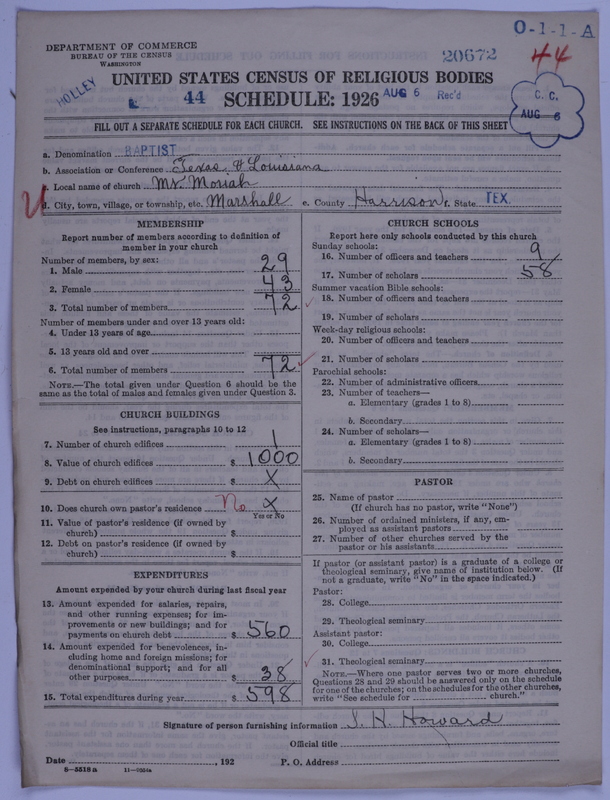 O-1-1-A
DEPARTMENT OF COMMERCE
BUREAU OF THE CENSUS
WASHINGTON
20672
44
HOLLEY
UNITED STATES CENSUS OF RELIGIOUS BODIES
44 SCHEDULE: 1926 AUG 6 Rec'd
C. C.
AUG 6
FILL OUT A SEPARATE SCHEDULE FOR EACH CHURCH. SEE INSTRUCTIONS ON THE BACK OF THIS SHEET
a. Denomination BAPTIST
b. Association or Conference Texas & Louisiana
c. Local name of church Mt. Moriah
d. City, town, village, or township, etc. Marshall e. County Harrison f. State TEX.
MEMBERSHIP
Report number of members according to definition of
member in your church
Number of members, by sex:
1. Male 29
2. Female 43
3. Total number of members 72
Number of members under and over 13 years old:
4. Under 13 years of age
5. 13 years old and over
6. Total number of members 72
NOTE.—The total given under Question 6 should be the
same as the total of males and females given under Question 3.
CHURCH BUILDINGS
See instructions, paragraphs 10 to 12
7. Number of church edifices 1
8. Value of church edifices $ 1000
9. Debt on church edifices $ X
10. Does church own pastor's residence No X
Yes or No
11. Value of pastor's residence (if owned by
church) $
12. Debt on pastor's residence (if owned by
church) $
EXPENDITURES
Amount expended by your church during last fiscal year
13. Amount expended for salaries, repairs,
and other running expenses; for im-
provements or new buildings; and for
payments on church debt $ 560
14. Amount expended for benevolences, in-
cluding home and foreign missions; for
denominational support; and for all
other purposes $ 38
15. Total expenditures during year $ 598
CHURCH SCHOOLS
Report here only schools conducted by this church
Sunday schools:
16. Number of officers and teachers 9
17. Number of scholars 58
Summer vacation Bible schools:
18. Number of officers and teachers
19. Number of scholars
Week-day religious schools:
20. Number of officers and teachers
21. Number of scholars
Parochial schools:
22. Number of administrative officers
23. Number of teachers—
a. Elementary (grades 1 to 8)
b. Secondary
24. Number of scholars—
a. Elementary (grades 1 to 8)
b. Secondary
PASTOR
25. Name of pastor
(If church has no pastor, write "None")
26. Number of ordained ministers, if any, em-
ployed as assistant pastors
27. Number of other churches served by the
pastor or his assistants
If pastor (or assistant pastor) is a graduate of a college or
theological seminary, give name of institution below. (If
not a graduate, write "No" in the space indicated.)
Pastor:
28. College
29. Theological seminary
Assistant pastor:
30. College
31. Theological seminary
NOTE.—Where one pastor serves two or more churches,
Questions 28 and 29 should be answered only on the schedule
for one of the churches; on the schedules for the other churches,
write "See schedule for church."
Signature of person furnishing information J. H. Howard
Official title
Date , 192 P. O. Address
8—5518a 11—9554a